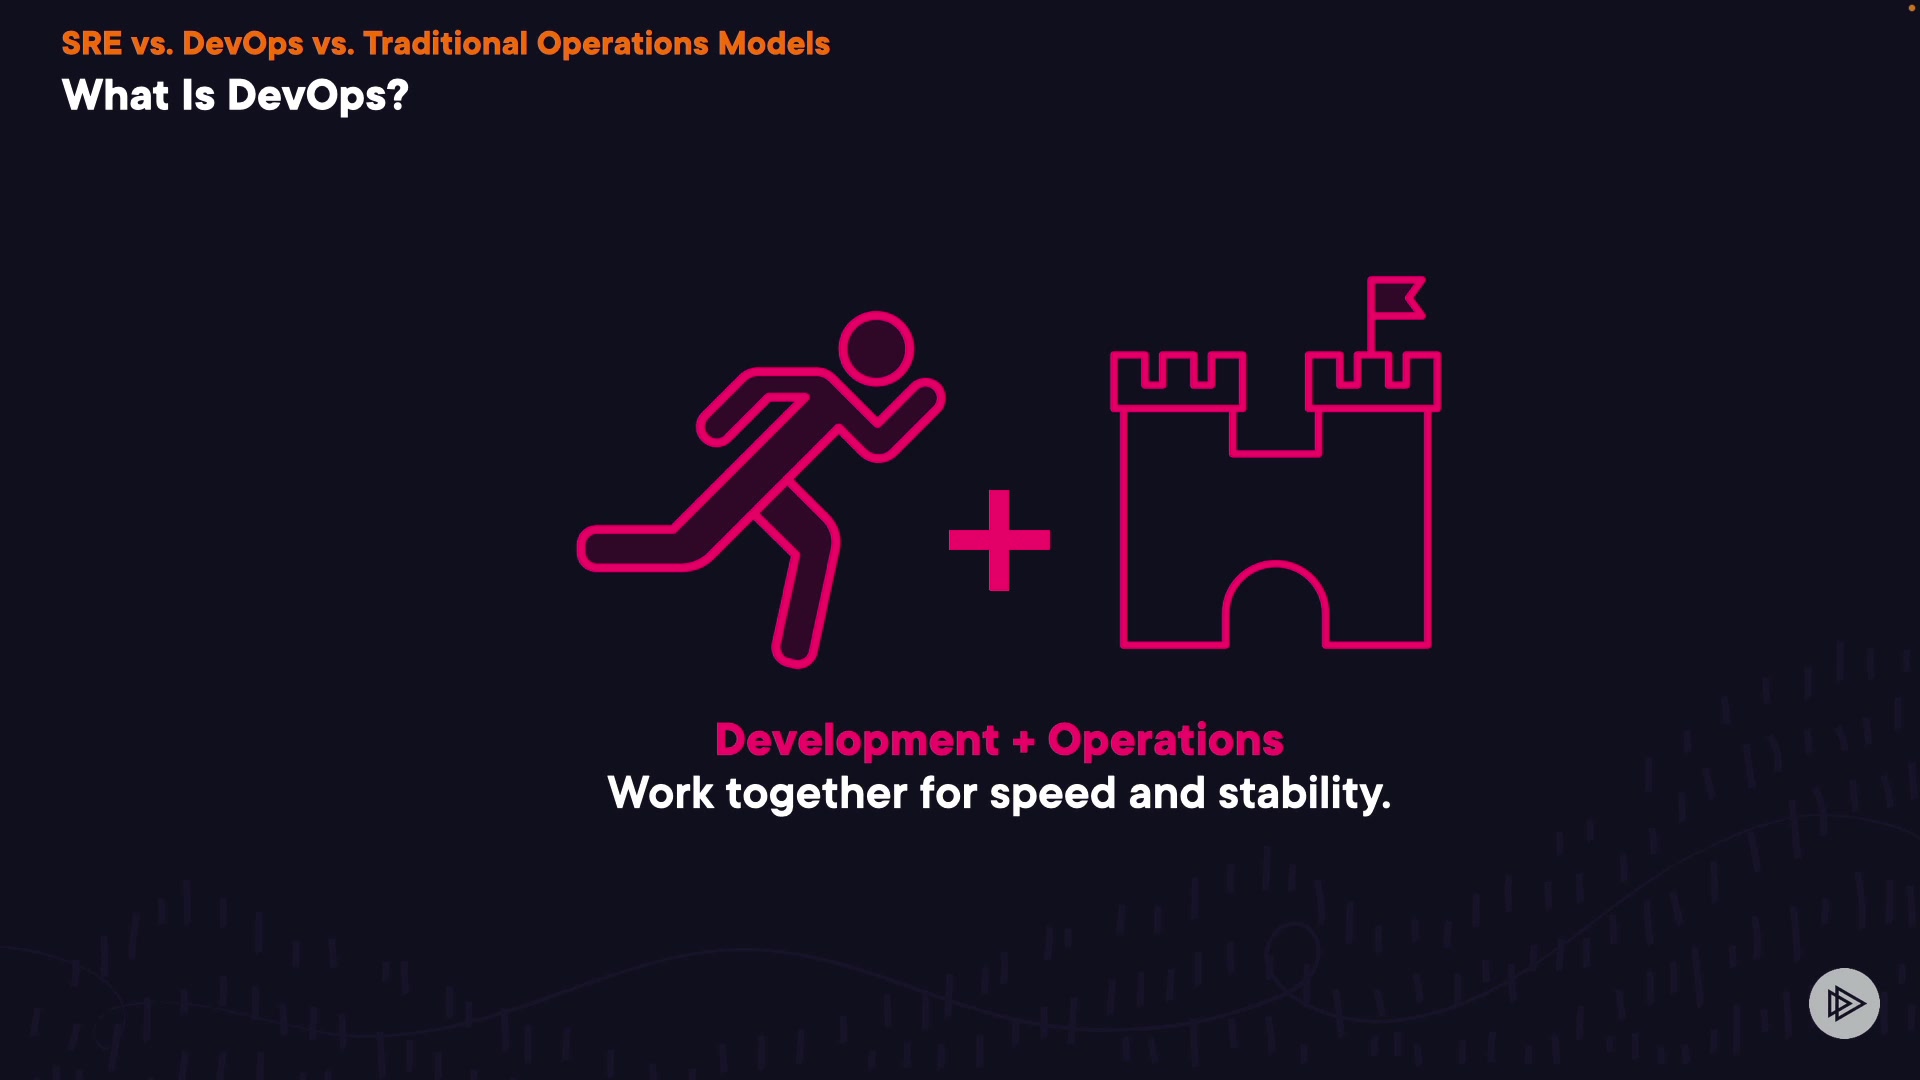 SRE vs. DevOps vs. Traditional Operations Models
What Is DevOps?
Development + Operations
Work together for speed and stability.